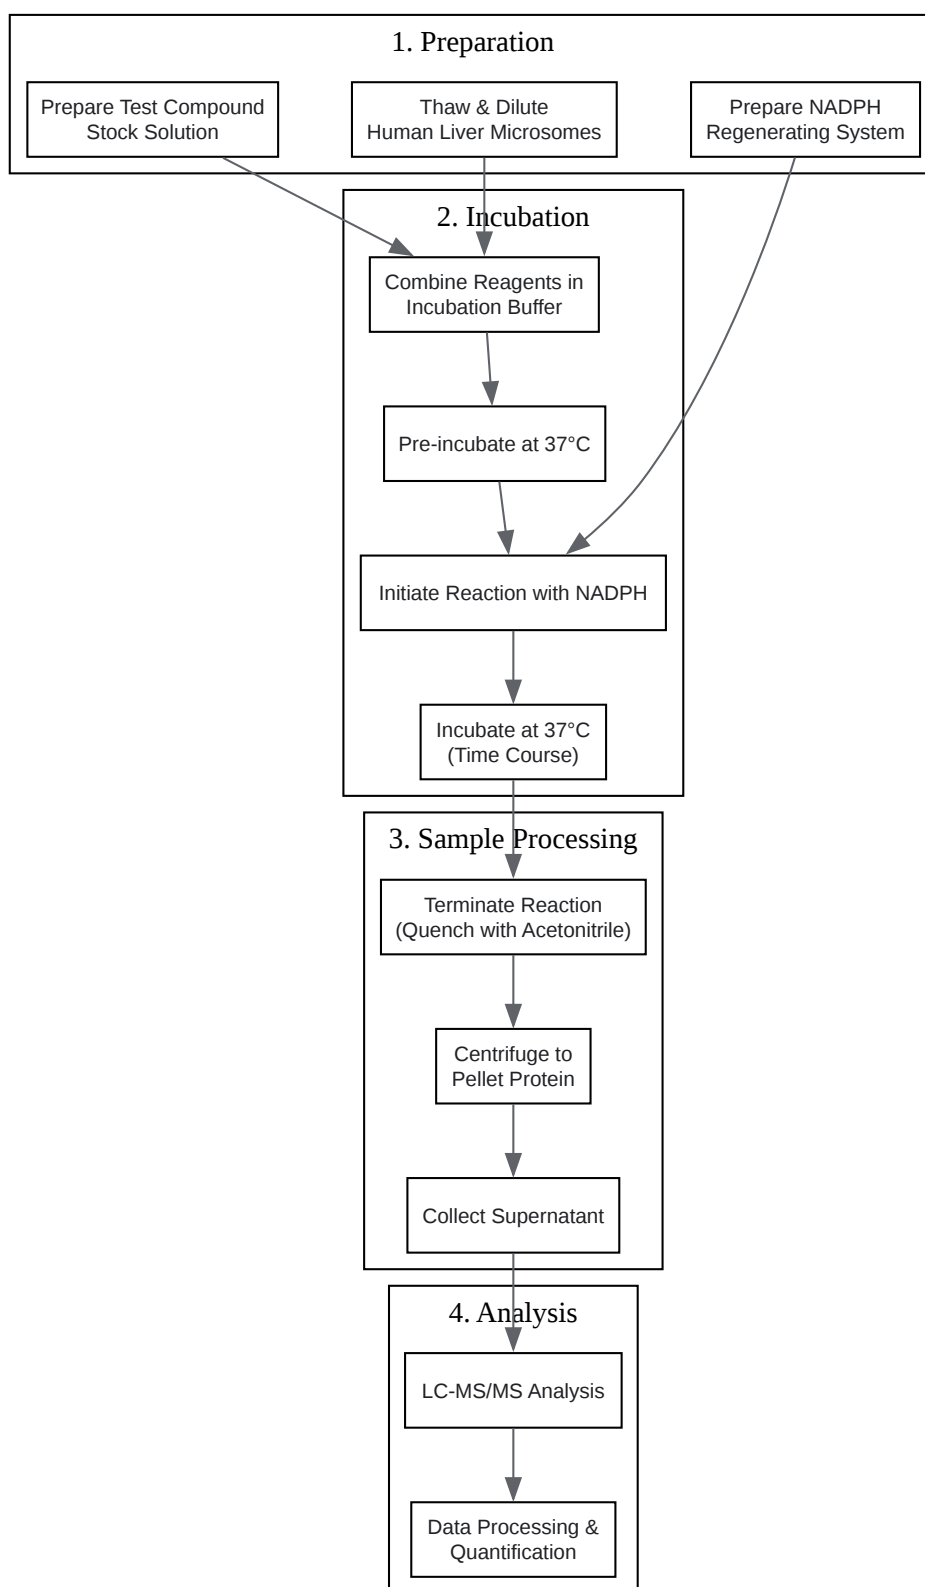 1. Preparation
Prepare Test Compound
Stock Solution
Thaw & Dilute
Human Liver Microsomes
Prepare NADPH
Regenerating System
2. Incubation
Combine Reagents in
Incubation Buffer
Pre-incubate at 37°C
Initiate Reaction with NADPH
Incubate at 37°C
(Time Course)
3. Sample Processing
Terminate Reaction
(Quench with Acetonitrile)
Centrifuge to
Pellet Protein
Collect Supernatant
4. Analysis
LC-MS/MS Analysis
Data Processing &
Quantification